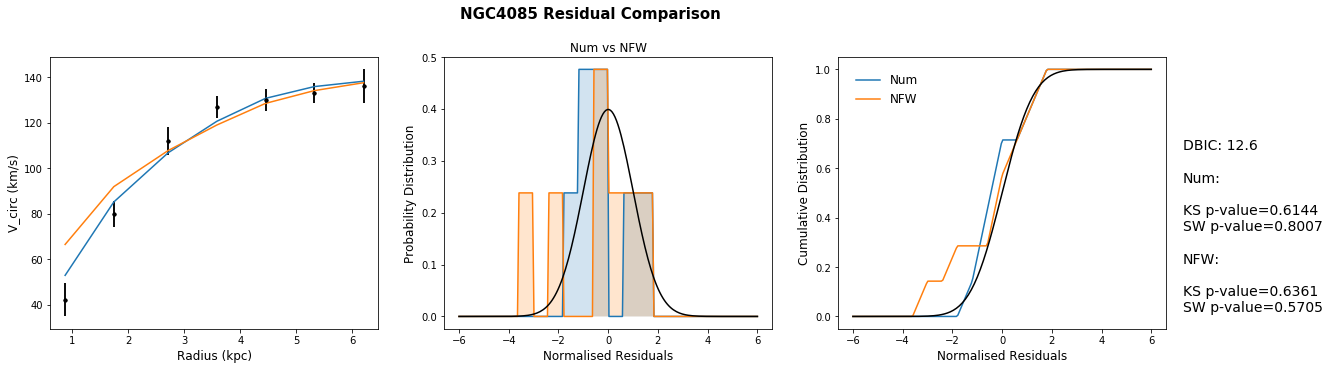 NGC4085 Residual Comparison
V_circ (km/s)
140
120
100
80
60
40
1 2 3 4 5 6
Radius (kpc)
Num vs NFW
Probability Distribution
0.5
0.4
0.3
0.2
0.1
0.0
−6 −4 −2 0 2 4 6
Normalised Residuals
Cumulative Distribution
1.0
0.8
0.6
0.4
0.2
0.0
Num
NFW
−6 −4 −2 0 2 4 6
Normalised Residuals
DBIC: 12.6
Num:
KS p-value=0.6144
SW p-value=0.8007
NFW:
KS p-value=0.6361
SW p-value=0.5705